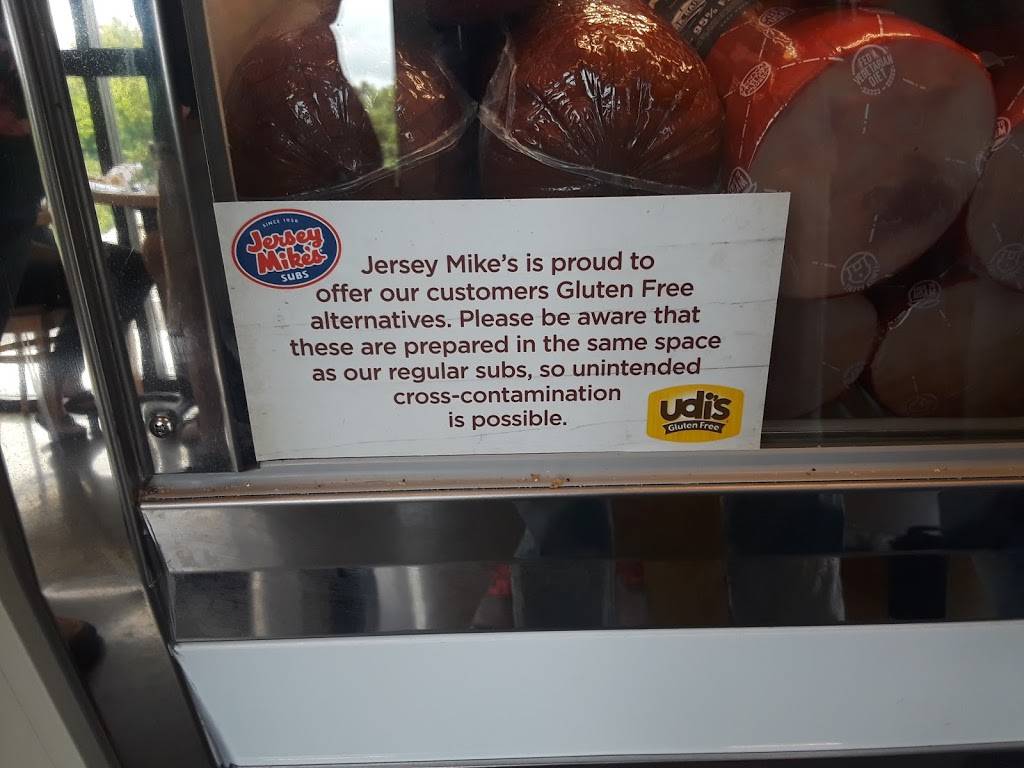 95%
SINCE 1956
Jersey
Mike's
SUBS
Jersey Mike's is proud to
offer our customers Gluten Free
alternatives. Please be aware that
these are prepared in the same space
as our regular subs, so unintended
cross-contamination
is possible.
udi's
Gluten Free